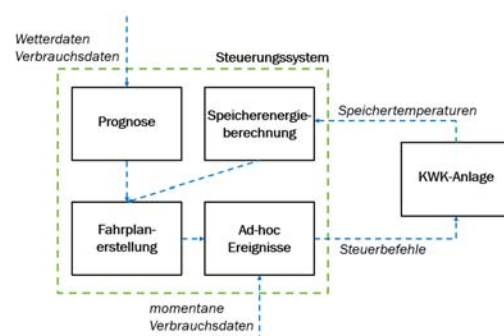 Wetterdaten
Verbrauchsdaten
Steuerungssystem
Prognose
Speicherenergie-
berechnung
Speichertemperaturen
KWK-Anlage
Fahrplan-
erstellung
Ad-hoc
Ereignisse
Steuerbefehle
momentane
Verbrauchsdaten